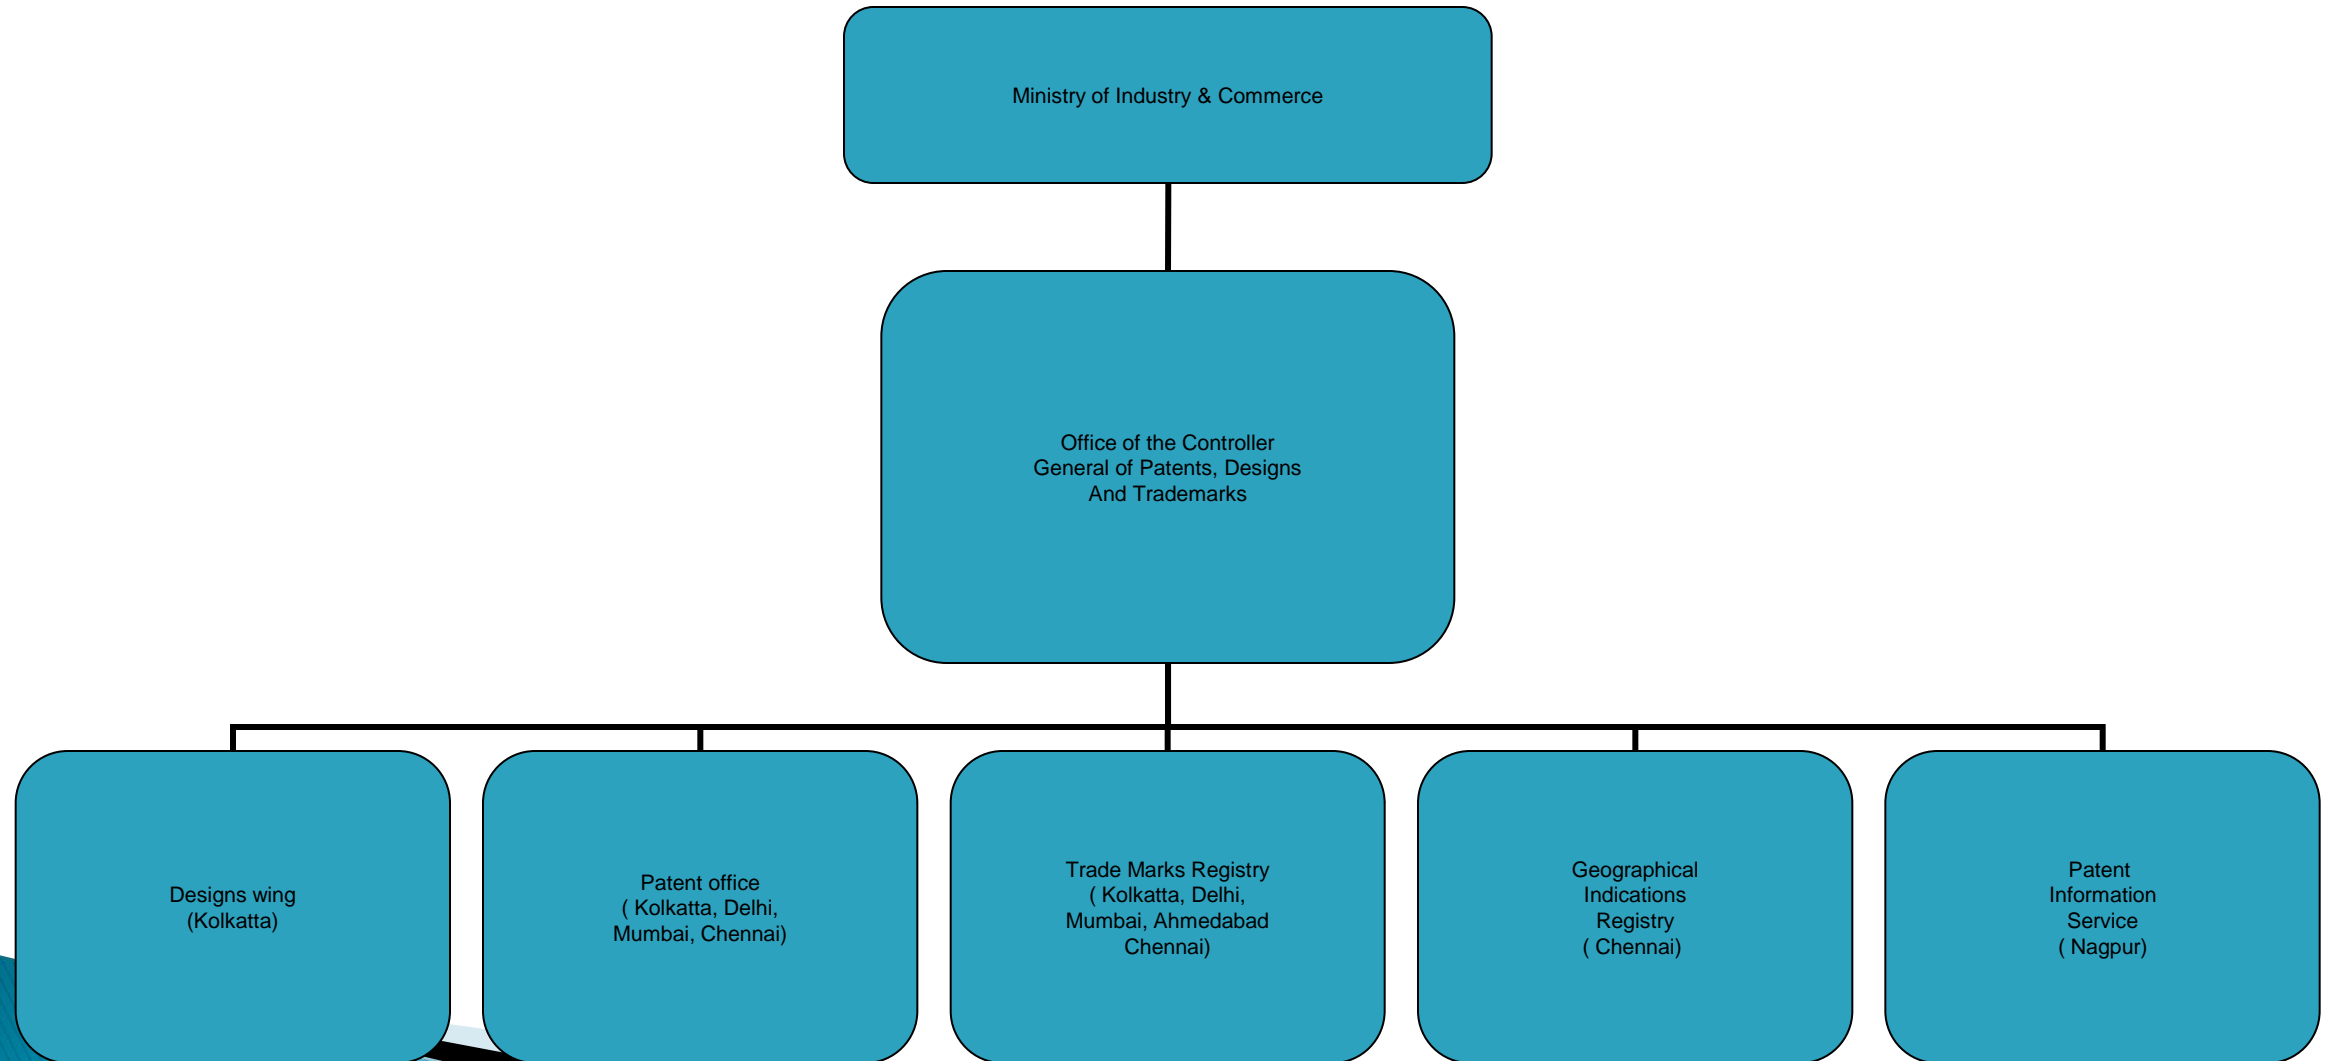 Ministry of Industry & Commerce
Office of the Controller
General of Patents, Designs
And Trademarks
Designs wing
(Kolkatta)
Patent office
( Kolkatta, Delhi,
Mumbai, Chennai)
Trade Marks Registry
( Kolkatta, Delhi,
Mumbai, Ahmedabad
Chennai)
Geographical
Indications
Registry
( Chennai)
Patent
Information
Service
( Nagpur)